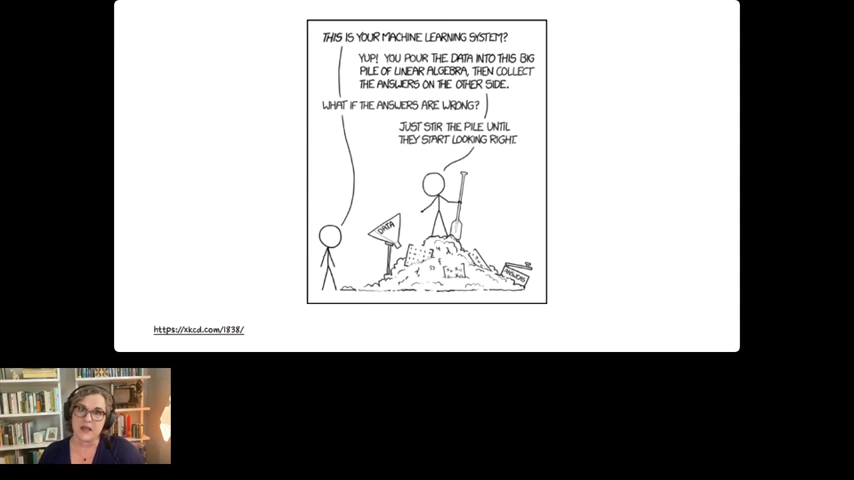 THIS IS YOUR MACHINE LEARNING SYSTEM?
YUP! YOU POUR THE DATA INTO THIS BIG
PILE OF LINEAR ALGEBRA, THEN COLLECT
THE ANSWERS ON THE OTHER SIDE.
WHAT IF THE ANSWERS ARE WRONG?
JUST STIR THE PILE UNTIL
THEY START LOOKING RIGHT.
DATA
ANSWERS
https://xkcd.com/1838/